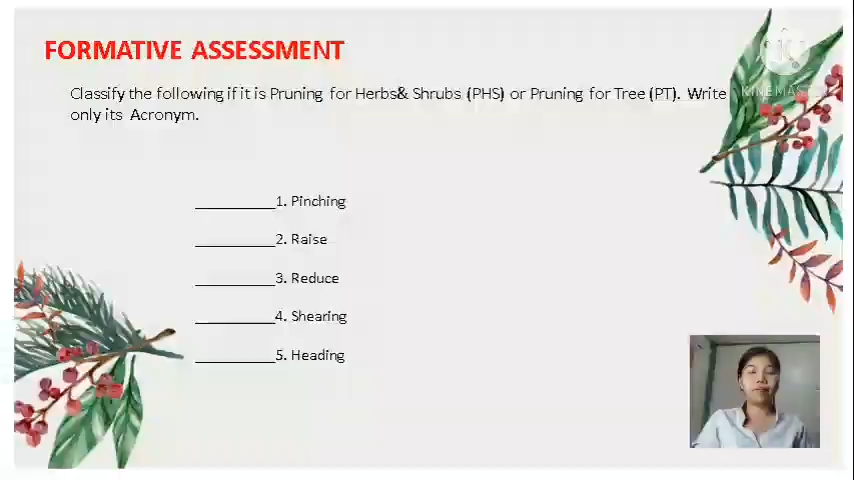 FORMATIVE ASSESSMENT
Classify the following if it is Pruning for Herbs& Shrubs (PHS) or Pruning for Tree (PT). Write
only its Acronym.
KINEMASTER
__________1. Pinching
__________2. Raise
__________3. Reduce
__________4. Shearing
__________5. Heading